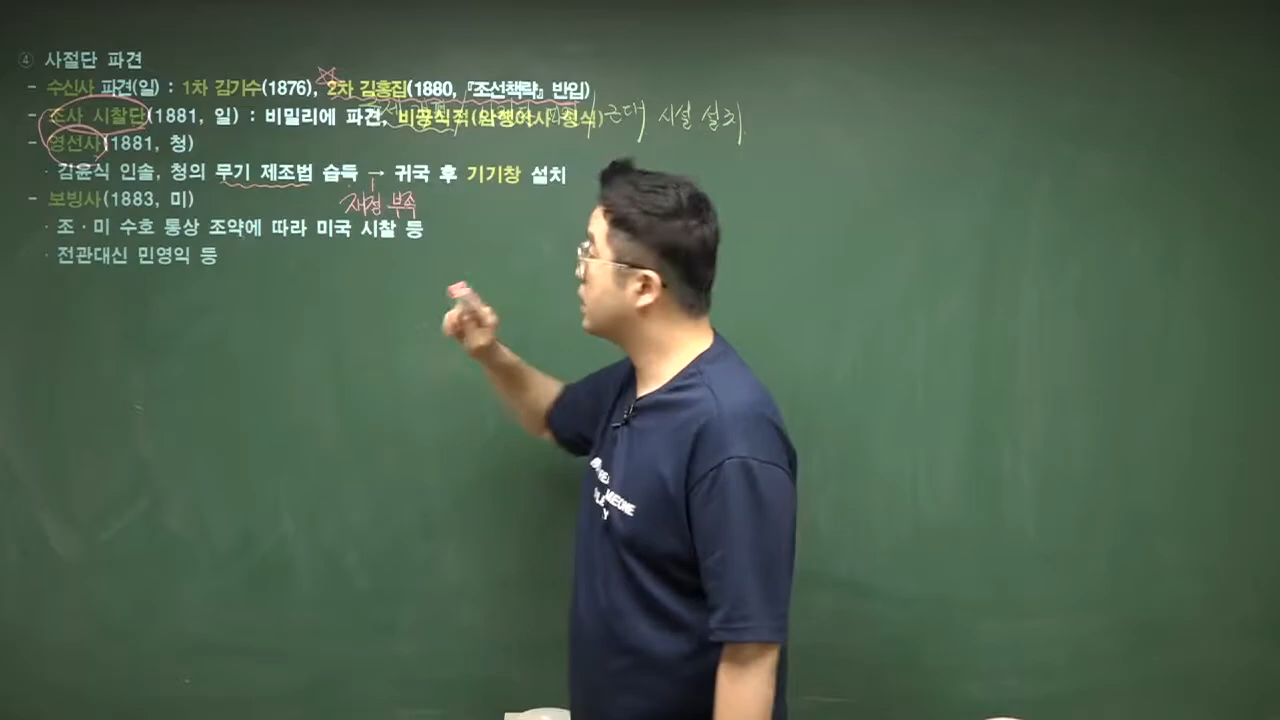 ④ 사절단 파견
- 수신사 파견(일) : 1차 김기수(1876), 2차 김홍집(1880, 『조선책략』 반입)
- 조사 시찰단(1881, 일) : 비밀리에 파견, 비공식적(암행어사 형식)
근대 시설 설치
- 영선사(1881, 청)
· 김윤식 인솔, 청의 무기 제조법 습득 → 귀국 후 기기창 설치
재정 부족
- 보빙사(1883, 미)
· 조·미 수호 통상 조약에 따라 미국 시찰 등
· 전관대신 민영익 등